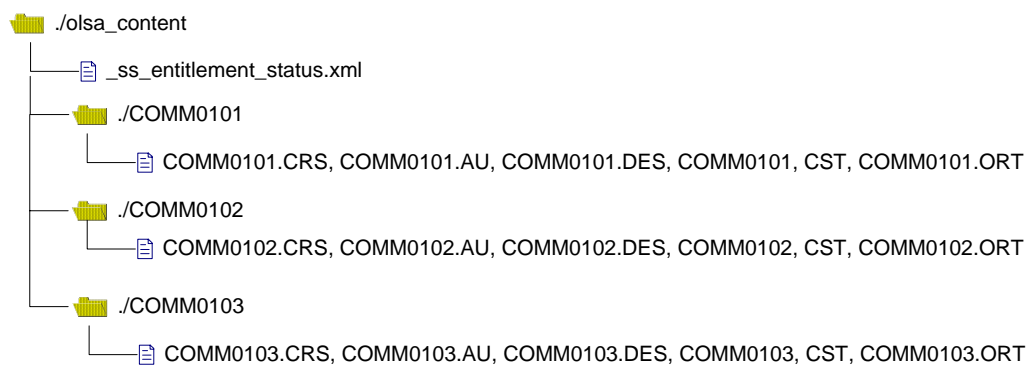 ./olsa_content
_ss_entitlement_status.xml
./COMM0101
COMM0101.CRS, COMM0101.AU, COMM0101.DES, COMM0101, CST, COMM0101.ORT
./COMM0102
COMM0102.CRS, COMM0102.AU, COMM0102.DES, COMM0102, CST, COMM0102.ORT
./COMM0103
COMM0103.CRS, COMM0103.AU, COMM0103.DES, COMM0103, CST, COMM0103.ORT